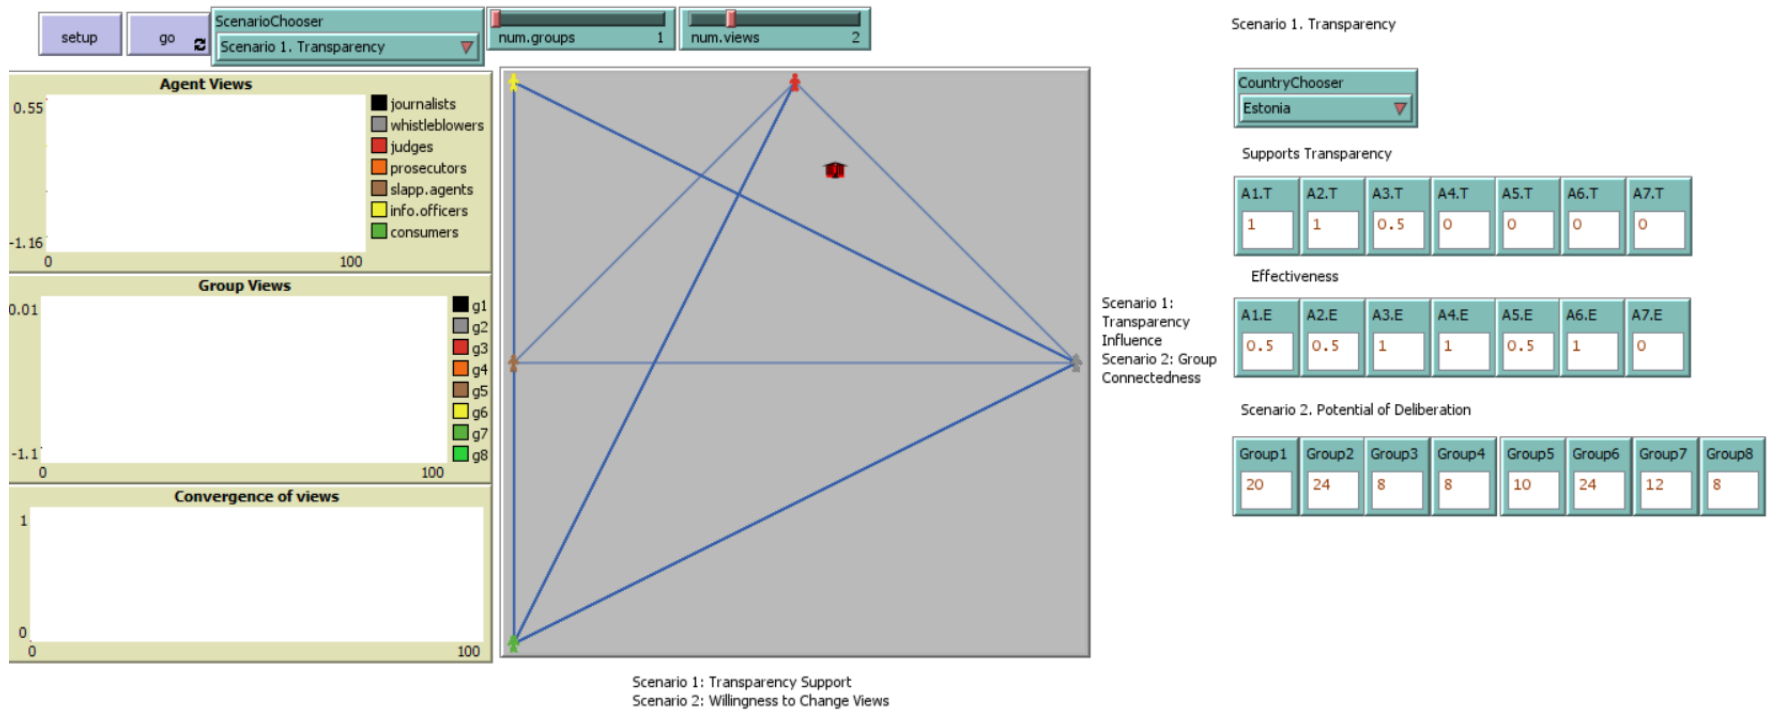 setup
go
ScenarioChooser
Scenario 1. Transparency
num.groups 1
num.views 2
Agent Views
0.55
-1.16
0
100
journalists
whistleblowers
judges
prosecutors
slapp.agents
info.officers
consumers
Group Views
0.01
-1.1
0
100
g1
g2
g3
g4
g5
g6
g7
g8
Convergence of views
1
0
0
100
Scenario 1:
Transparency
Influence
Scenario 2: Group
Connectedness
Scenario 1: Transparency Support
Scenario 2: Willingness to Change Views
Scenario 1. Transparency
CountryChooser
Estonia
Supports Transparency
A1.T A2.T A3.T A4.T A5.T A6.T A7.T
1 1 0.5 0 0 0 0
Effectiveness
A1.E A2.E A3.E A4.E A5.E A6.E A7.E
0.5 0.5 1 1 0.5 1 0
Scenario 2. Potential of Deliberation
Group1 Group2 Group3 Group4 Group5 Group6 Group7 Group8
20 24 8 8 10 24 12 8